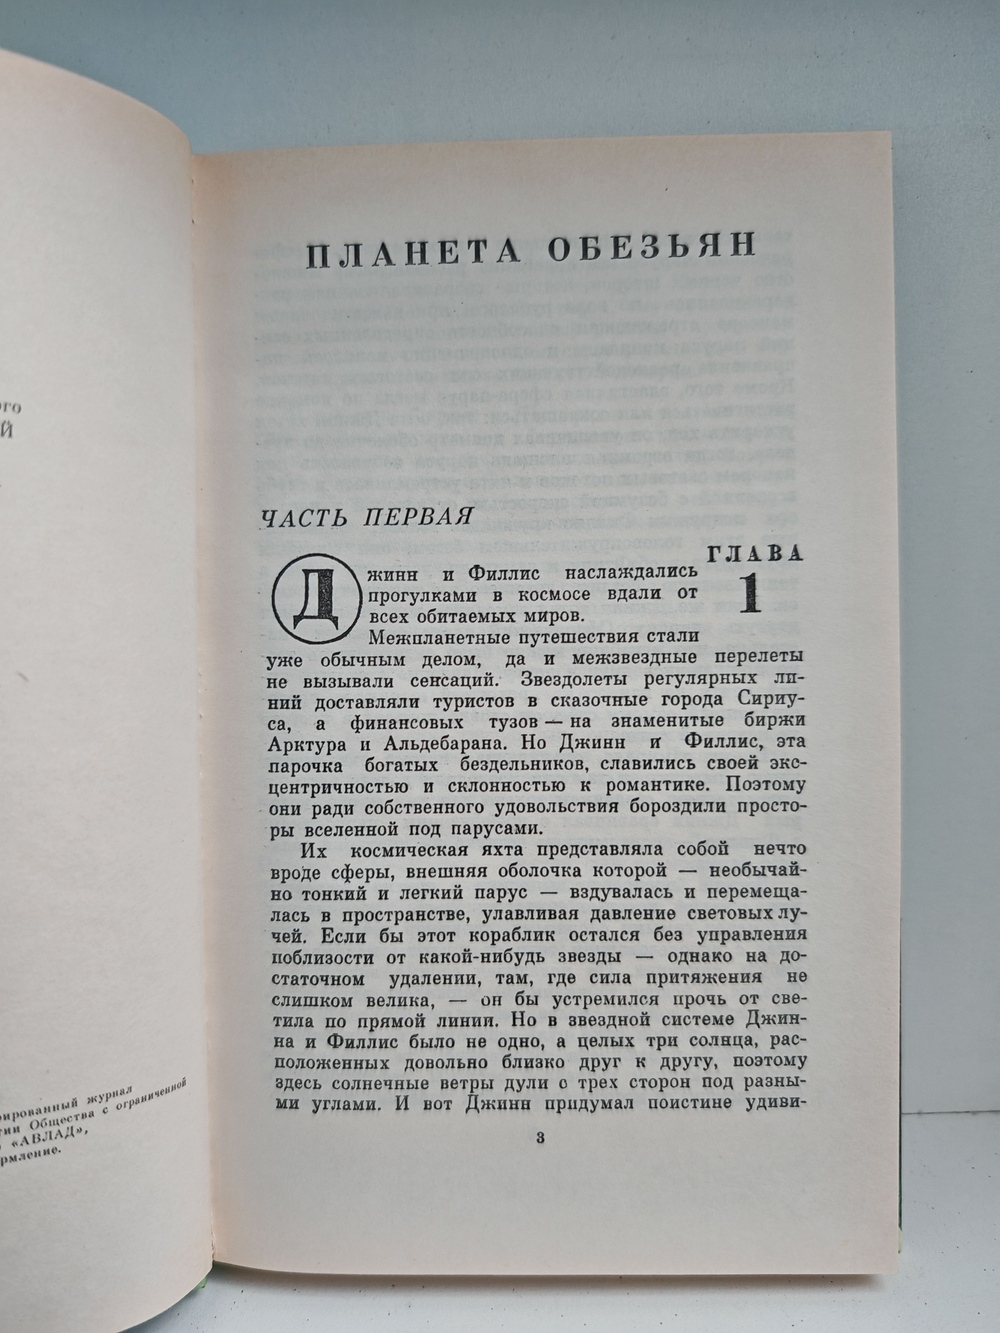 ПЛАНЕТА ОБЕЗЬЯН
ЧАСТЬ ПЕРВАЯ
ГЛАВА
1
Джинн и Филлис наслаждались
прогулками в космосе вдали от
всех обитаемых миров.
Межпланетные путешествия стали
уже обычным делом, да и межзвездные перелеты
не вызывали сенсаций. Звездолеты регулярных ли-
ний доставляли туристов в сказочные города Сириу-
са, а финансовых тузов — на знаменитые биржи
Арктура и Альдебарана. Но Джинн и Филлис, эта
парочка богатых бездельников, славились своей экс-
центричностью и склонностью к романтике. Поэтому
они ради собственного удовольствия бороздили просто-
ры вселенной под парусами.
Их космическая яхта представляла собой нечто
вроде сферы, внешняя оболочка которой — необычай-
но тонкий и легкий парус — вздувалась и перемеща-
лась в пространстве, улавливая давление световых лу-
чей. Если бы этот кораблик остался без управления
поблизости от какой-нибудь звезды — однако на до-
статочном удалении, там, где сила притяжения не
слишком велика, — он бы устремился прочь от све-
тила по прямой линии. Но в звездной системе Джин-
на и Филлис было не одно, а целых три солнца, рас-
положенных довольно близко друг к другу, поэтому
здесь солнечные ветры дули с трех сторон под разны-
ми углами. И вот Джинн придумал поистине удиви-
3
ого
Й
ированный журнал
тии Общества с ограниченной
«АВЛАД»,
рмление.